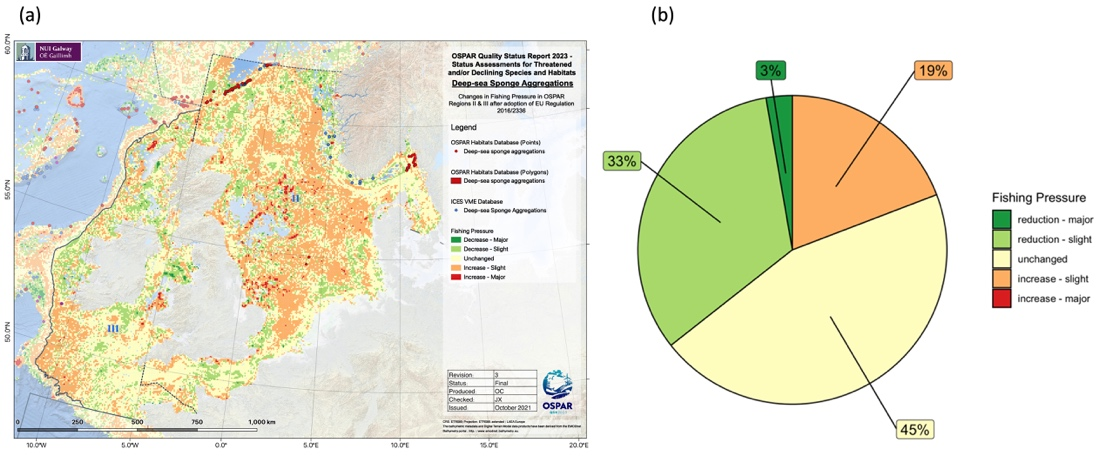 (a)
(b)
NUI Galway
OÉ Gaillimh
OSPAR Quality Status Report 2023 -
Status Assessments for Threatened
and/or Declining Species and Habitats
Deep-sea Sponge Aggregations
Changes in Fishing Pressure in OSPAR
Regions II & III after adoption of EU Regulation
2016/2336
Legend
OSPAR Habitats Database (Points)
Deep-sea sponge aggregations
OSPAR Habitats Database (Polygons)
Deep-sea sponge aggregations
ICES VME Database
Deep-sea Sponge Aggregations
Fishing Pressure
Decrease - Major
Decrease - Slight
Unchanged
Increase - Slight
Increase - Major
Revision: 3
Status: Final
Produced OC
Checked JX
Issued October 2021
OSPAR
60.0°N
55.0°N
50.0°N
II
III
0 250 500 750 1,000 km
10.0°W 5.0°W 0.0° 5.0°E 10.0°E 15.0°E 20.0°E
3%
19%
33%
45%
Fishing Pressure
reduction - major
reduction - slight
unchanged
increase - slight
increase - major